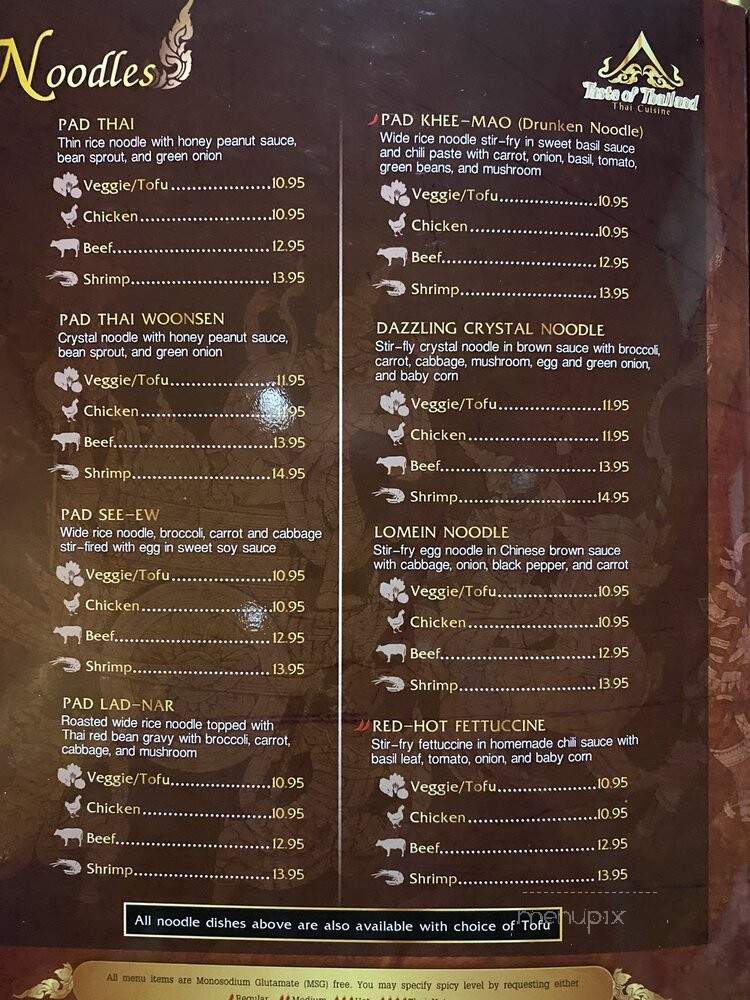 Noodles
Taste of Thailand
Thai Cuisine
PAD THAI
Thin rice noodle with honey peanut sauce,
bean sprout, and green onion
Veggie/Tofu......................10.95
Chicken............................10.95
Beef..................................12.95
Shrimp.............................13.95
PAD THAI WOONSEN
Crystal noodle with honey peanut sauce,
bean sprout, and green onion
Veggie/Tofu......................11.95
Chicken............................
Beef..................................13.95
Shrimp.............................14.95
PAD SEE-EW
Wide rice noodle, broccoli, carrot and cabbage
stir-fired with egg in sweet soy sauce
Veggie/Tofu......................10.95
Chicken............................10.95
Beef..................................12.95
Shrimp.............................13.95
PAD LAD-NAR
Roasted wide rice noodle topped with
Thai red bean gravy with broccoli, carrot,
cabbage, and mushroom
Veggie/Tofu......................10.95
Chicken............................10.95
Beef..................................12.95
Shrimp.............................13.95
PAD KHEE-MAO (Drunken Noodle)
Wide rice noodle stir-fry in sweet basil sauce
and chili paste with carrot, onion, basil, tomato,
green beans, and mushroom
Veggie/Tofu......................10.95
Chicken............................10.95
Beef..................................12.95
Shrimp.............................13.95
DAZZLING CRYSTAL NOODLE
Stir-fly crystal noodle in brown sauce with broccoli,
carrot, cabbage, mushroom, egg and green onion,
and baby corn
Veggie/Tofu......................11.95
Chicken............................11.95
Beef..................................13.95
Shrimp.............................14.95
LOMEIN NOODLE
Stir-fry egg noodle in Chinese brown sauce
with cabbage, onion, black pepper, and carrot
Veggie/Tofu......................10.95
Chicken............................10.95
Beef..................................12.95
Shrimp.............................13.95
RED-HOT FETTUCCINE
Stir-fry fettuccine in homemade chili sauce with
basil leaf, tomato, onion, and baby corn
Veggie/Tofu......................10.95
Chicken............................10.95
Beef..................................12.95
Shrimp.............................13.95
All noodle dishes above are also available with choice of Tofu
menupix
All menu items are Monosodium Glutamate (MSG) free. You may specify spicy level by requesting either
Regular Medium Hot